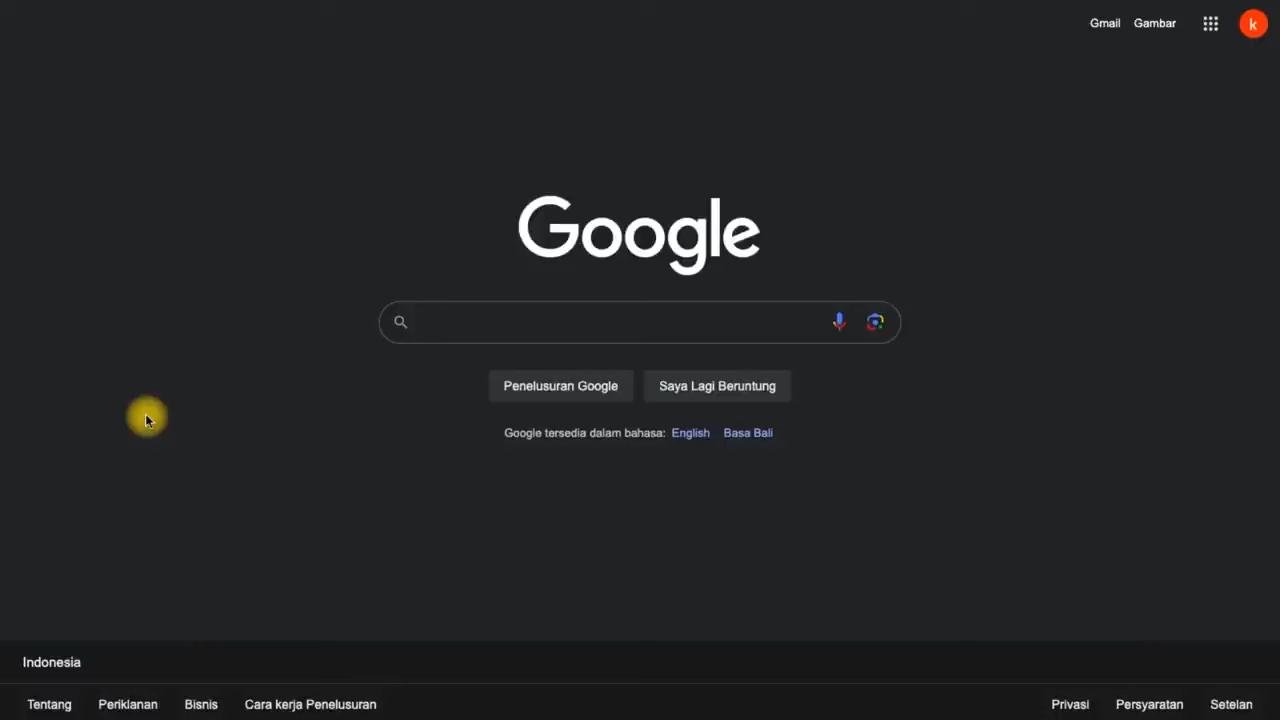 Gmail Gambar k
Google
Penelusuran Google Saya Lagi Beruntung
Google tersedia dalam bahasa: English Basa Bali
Indonesia
Tentang Periklanan Bisnis Cara kerja Penelusuran Privasi Persyaratan Setelan